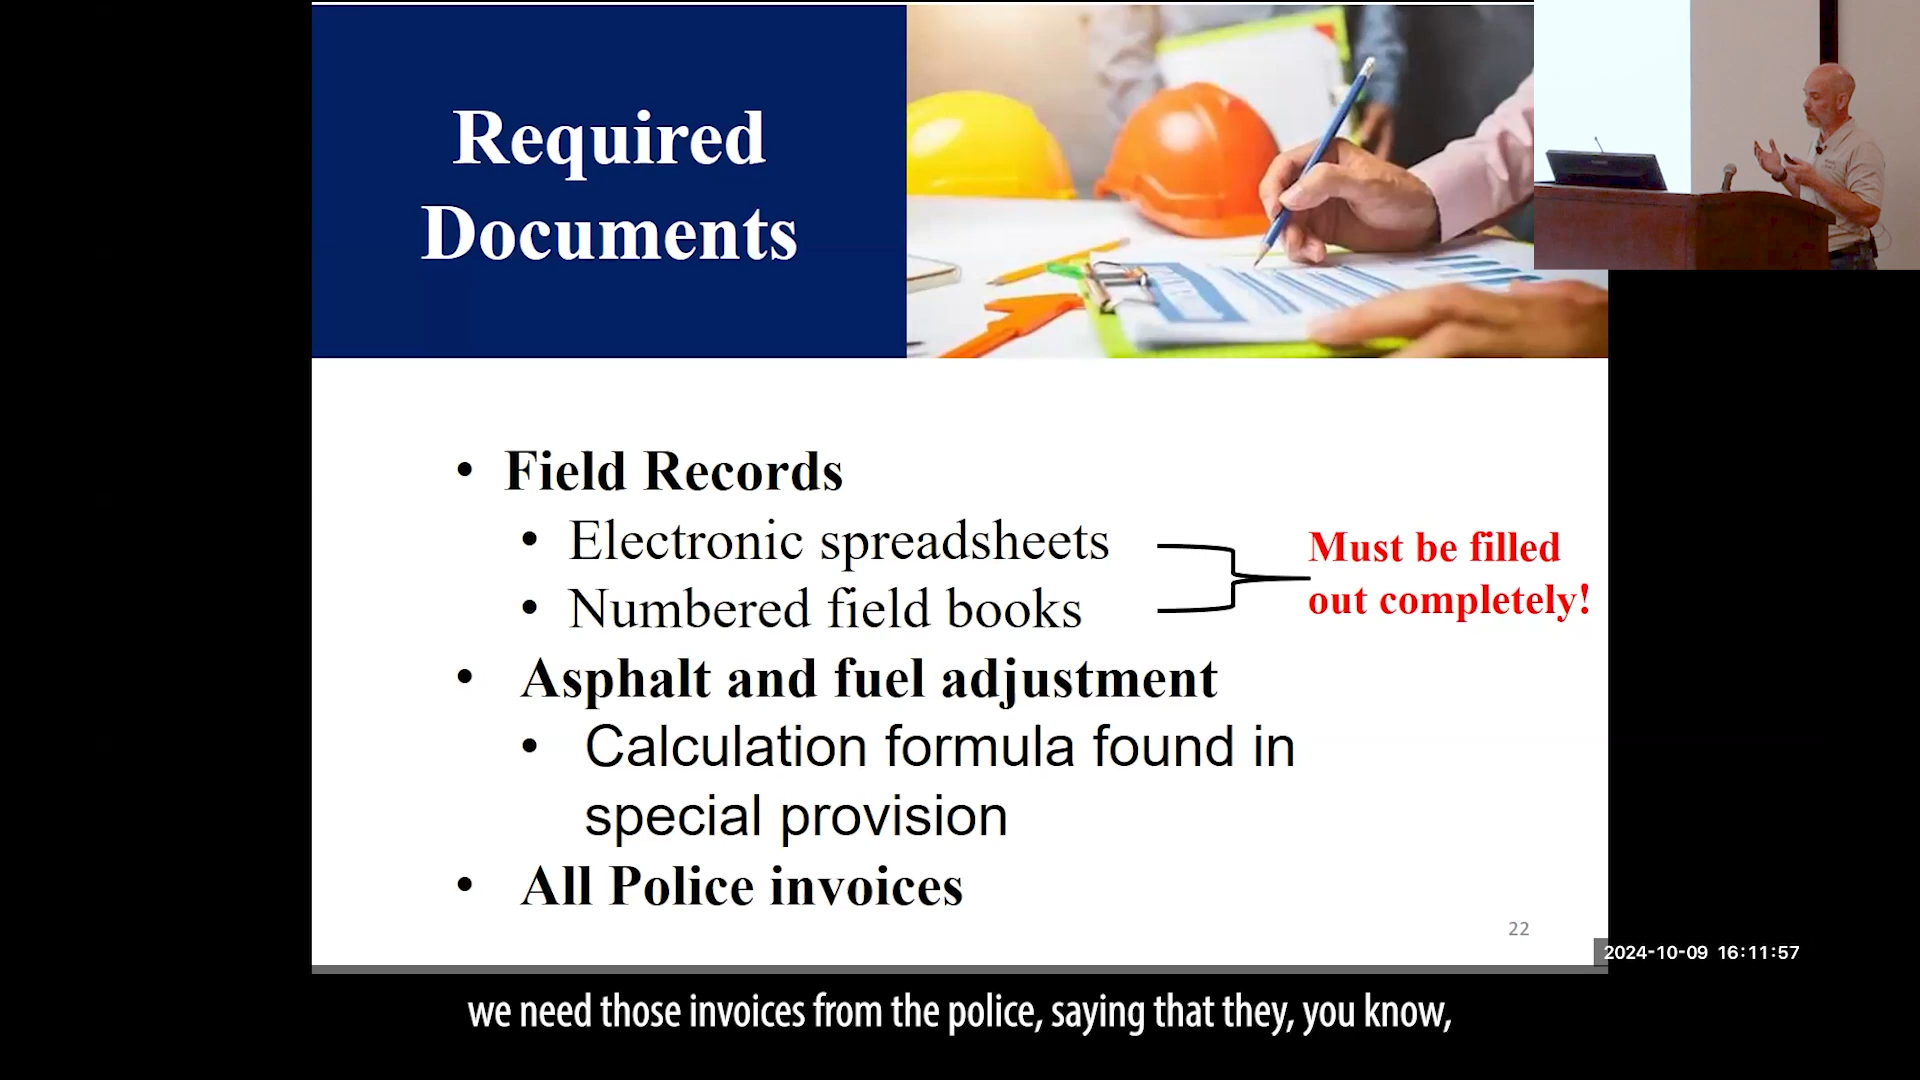 Required
Documents
• Field Records
• Electronic spreadsheets
• Numbered field books
Must be filled
out completely!
• Asphalt and fuel adjustment
• Calculation formula found in
special provision
• All Police invoices
22
2024-10-09 16:11:57
we need those invoices from the police, saying that they, you know,